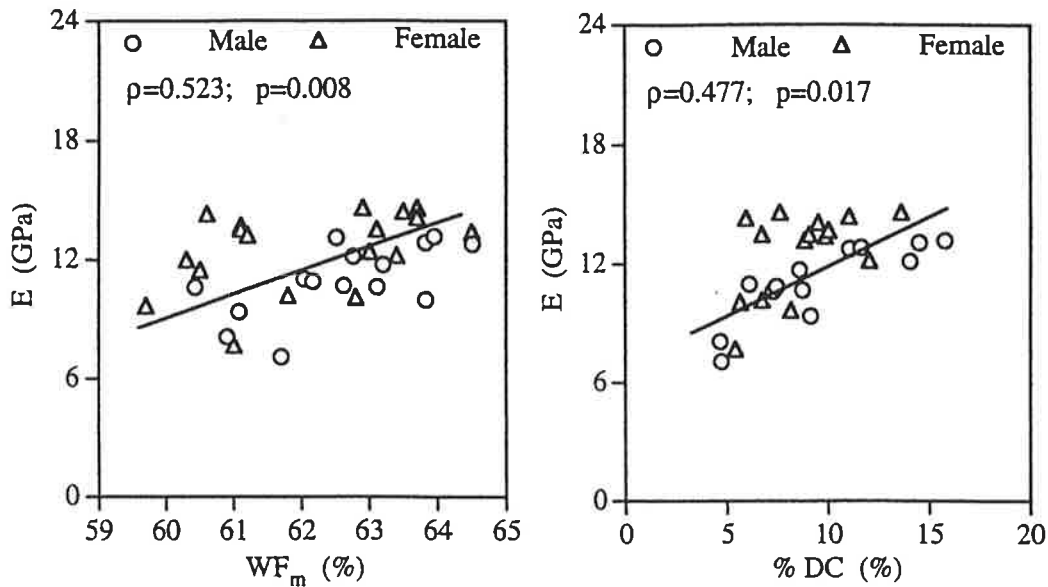 24
Male Female
ρ=0.523; p=0.008
18
E (GPa)
12
6
0
59 60 61 62 63 64 65
WFm (%)
24
Male Female
ρ=0.477; p=0.017
18
E (GPa)
12
6
0
0 5 10 15 20
% DC (%)